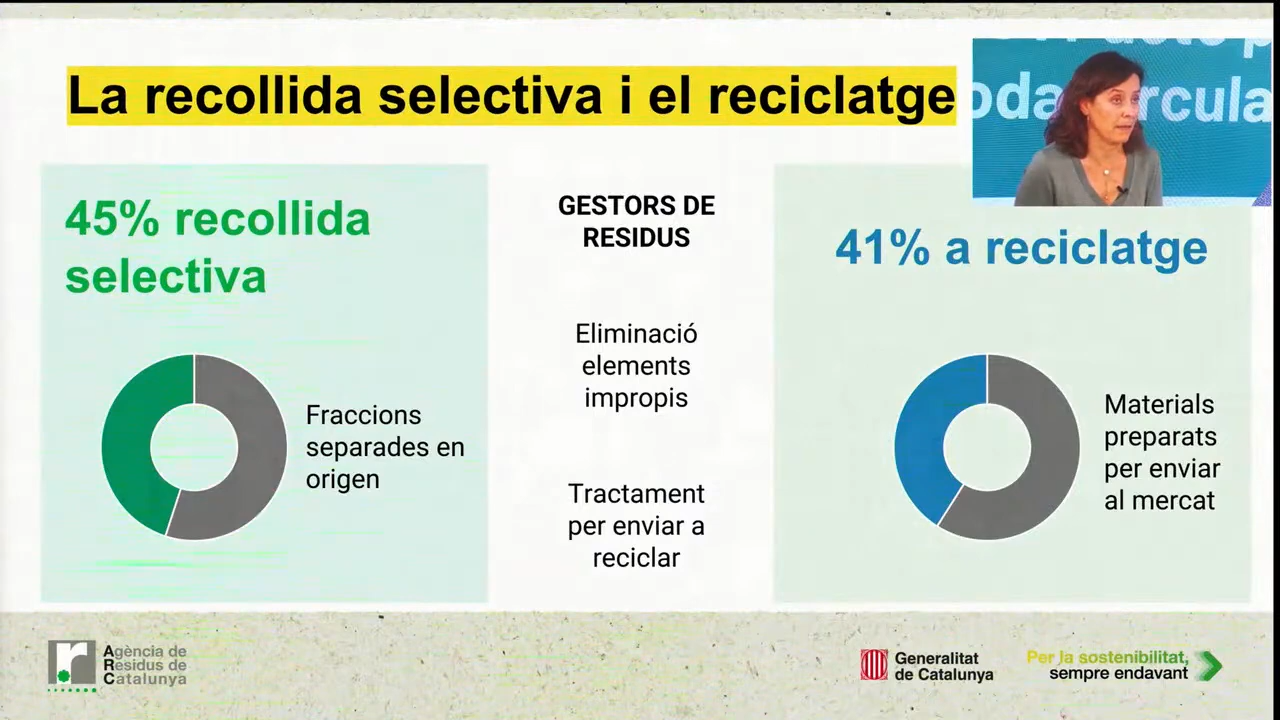 La recollida selectiva i el reciclatge
45% recollida
selectiva
Fraccions
separades en
origen
GESTORS DE
RESIDUS
Eliminació
elements
impropis
Tractament
per enviar a
reciclar
41% a reciclatge
Materials
preparats
per enviar
al mercat
Agència de
Residus de
Catalunya
Generalitat
de Catalunya
Per la sostenibilitat,
sempre endavant